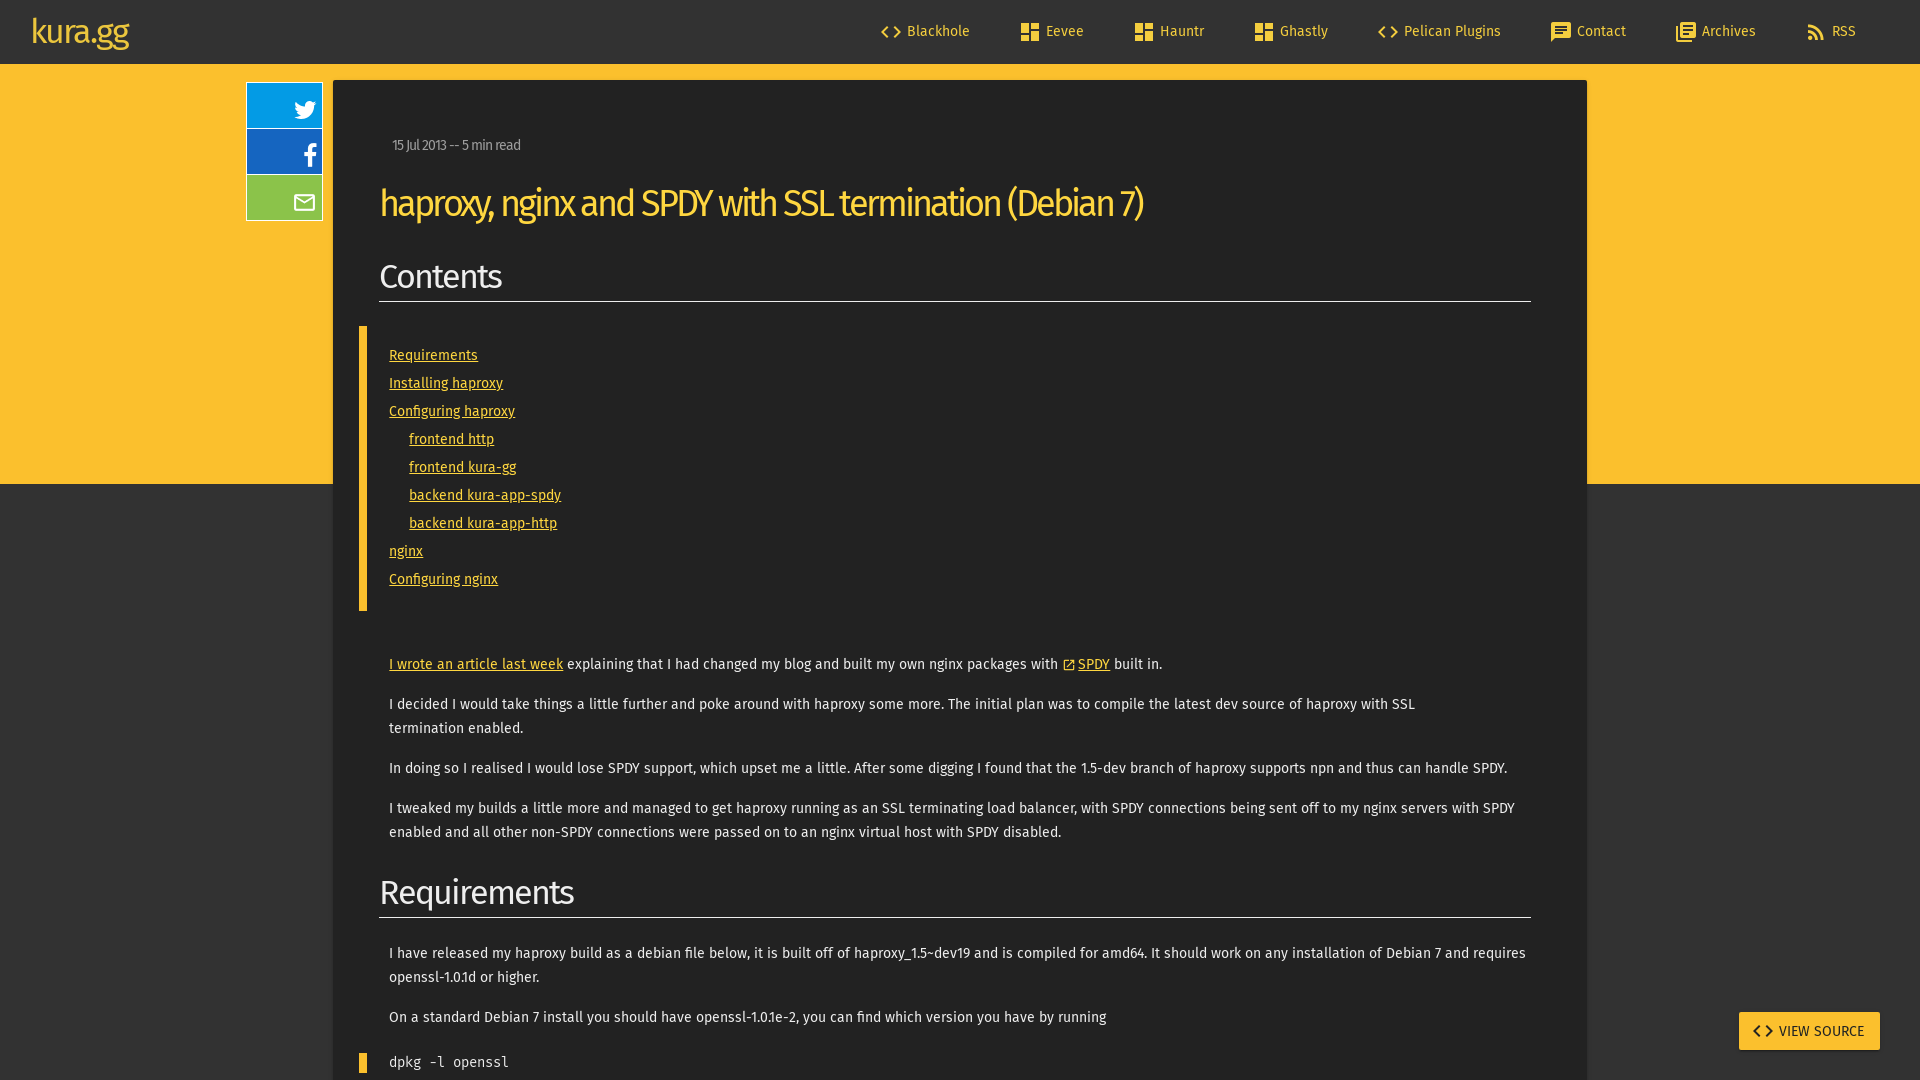 kura.gg
Blackhole
Eevee
Hauntr
Ghastly
Pelican Plugins
Contact
Archives
RSS
15 Jul 2013 -- 5 min read
haproxy, nginx and SPDY with SSL termination (Debian 7)
Contents
Requirements
Installing haproxy
Configuring haproxy
frontend http
frontend kura-gg
backend kura-app-spdy
backend kura-app-http
nginx
Configuring nginx
I wrote an article last week explaining that I had changed my blog and built my own nginx packages with SPDY built in.
I decided I would take things a little further and poke around with haproxy some more. The initial plan was to compile the latest dev source of haproxy with SSL
termination enabled.
In doing so I realised I would lose SPDY support, which upset me a little. After some digging I found that the 1.5-dev branch of haproxy supports npn and thus can handle SPDY.
I tweaked my builds a little more and managed to get haproxy running as an SSL terminating load balancer, with SPDY connections being sent off to my nginx servers with SPDY
enabled and all other non-SPDY connections were passed on to an nginx virtual host with SPDY disabled.
Requirements
I have released my haproxy build as a debian file below, it is built off of haproxy_1.5~dev19 and is compiled for amd64. It should work on any installation of Debian 7 and requires
openssl-1.0.1d or higher.
On a standard Debian 7 install you should have openssl-1.0.1e-2, you can find which version you have by running
dpkg -l openssl
VIEW SOURCE